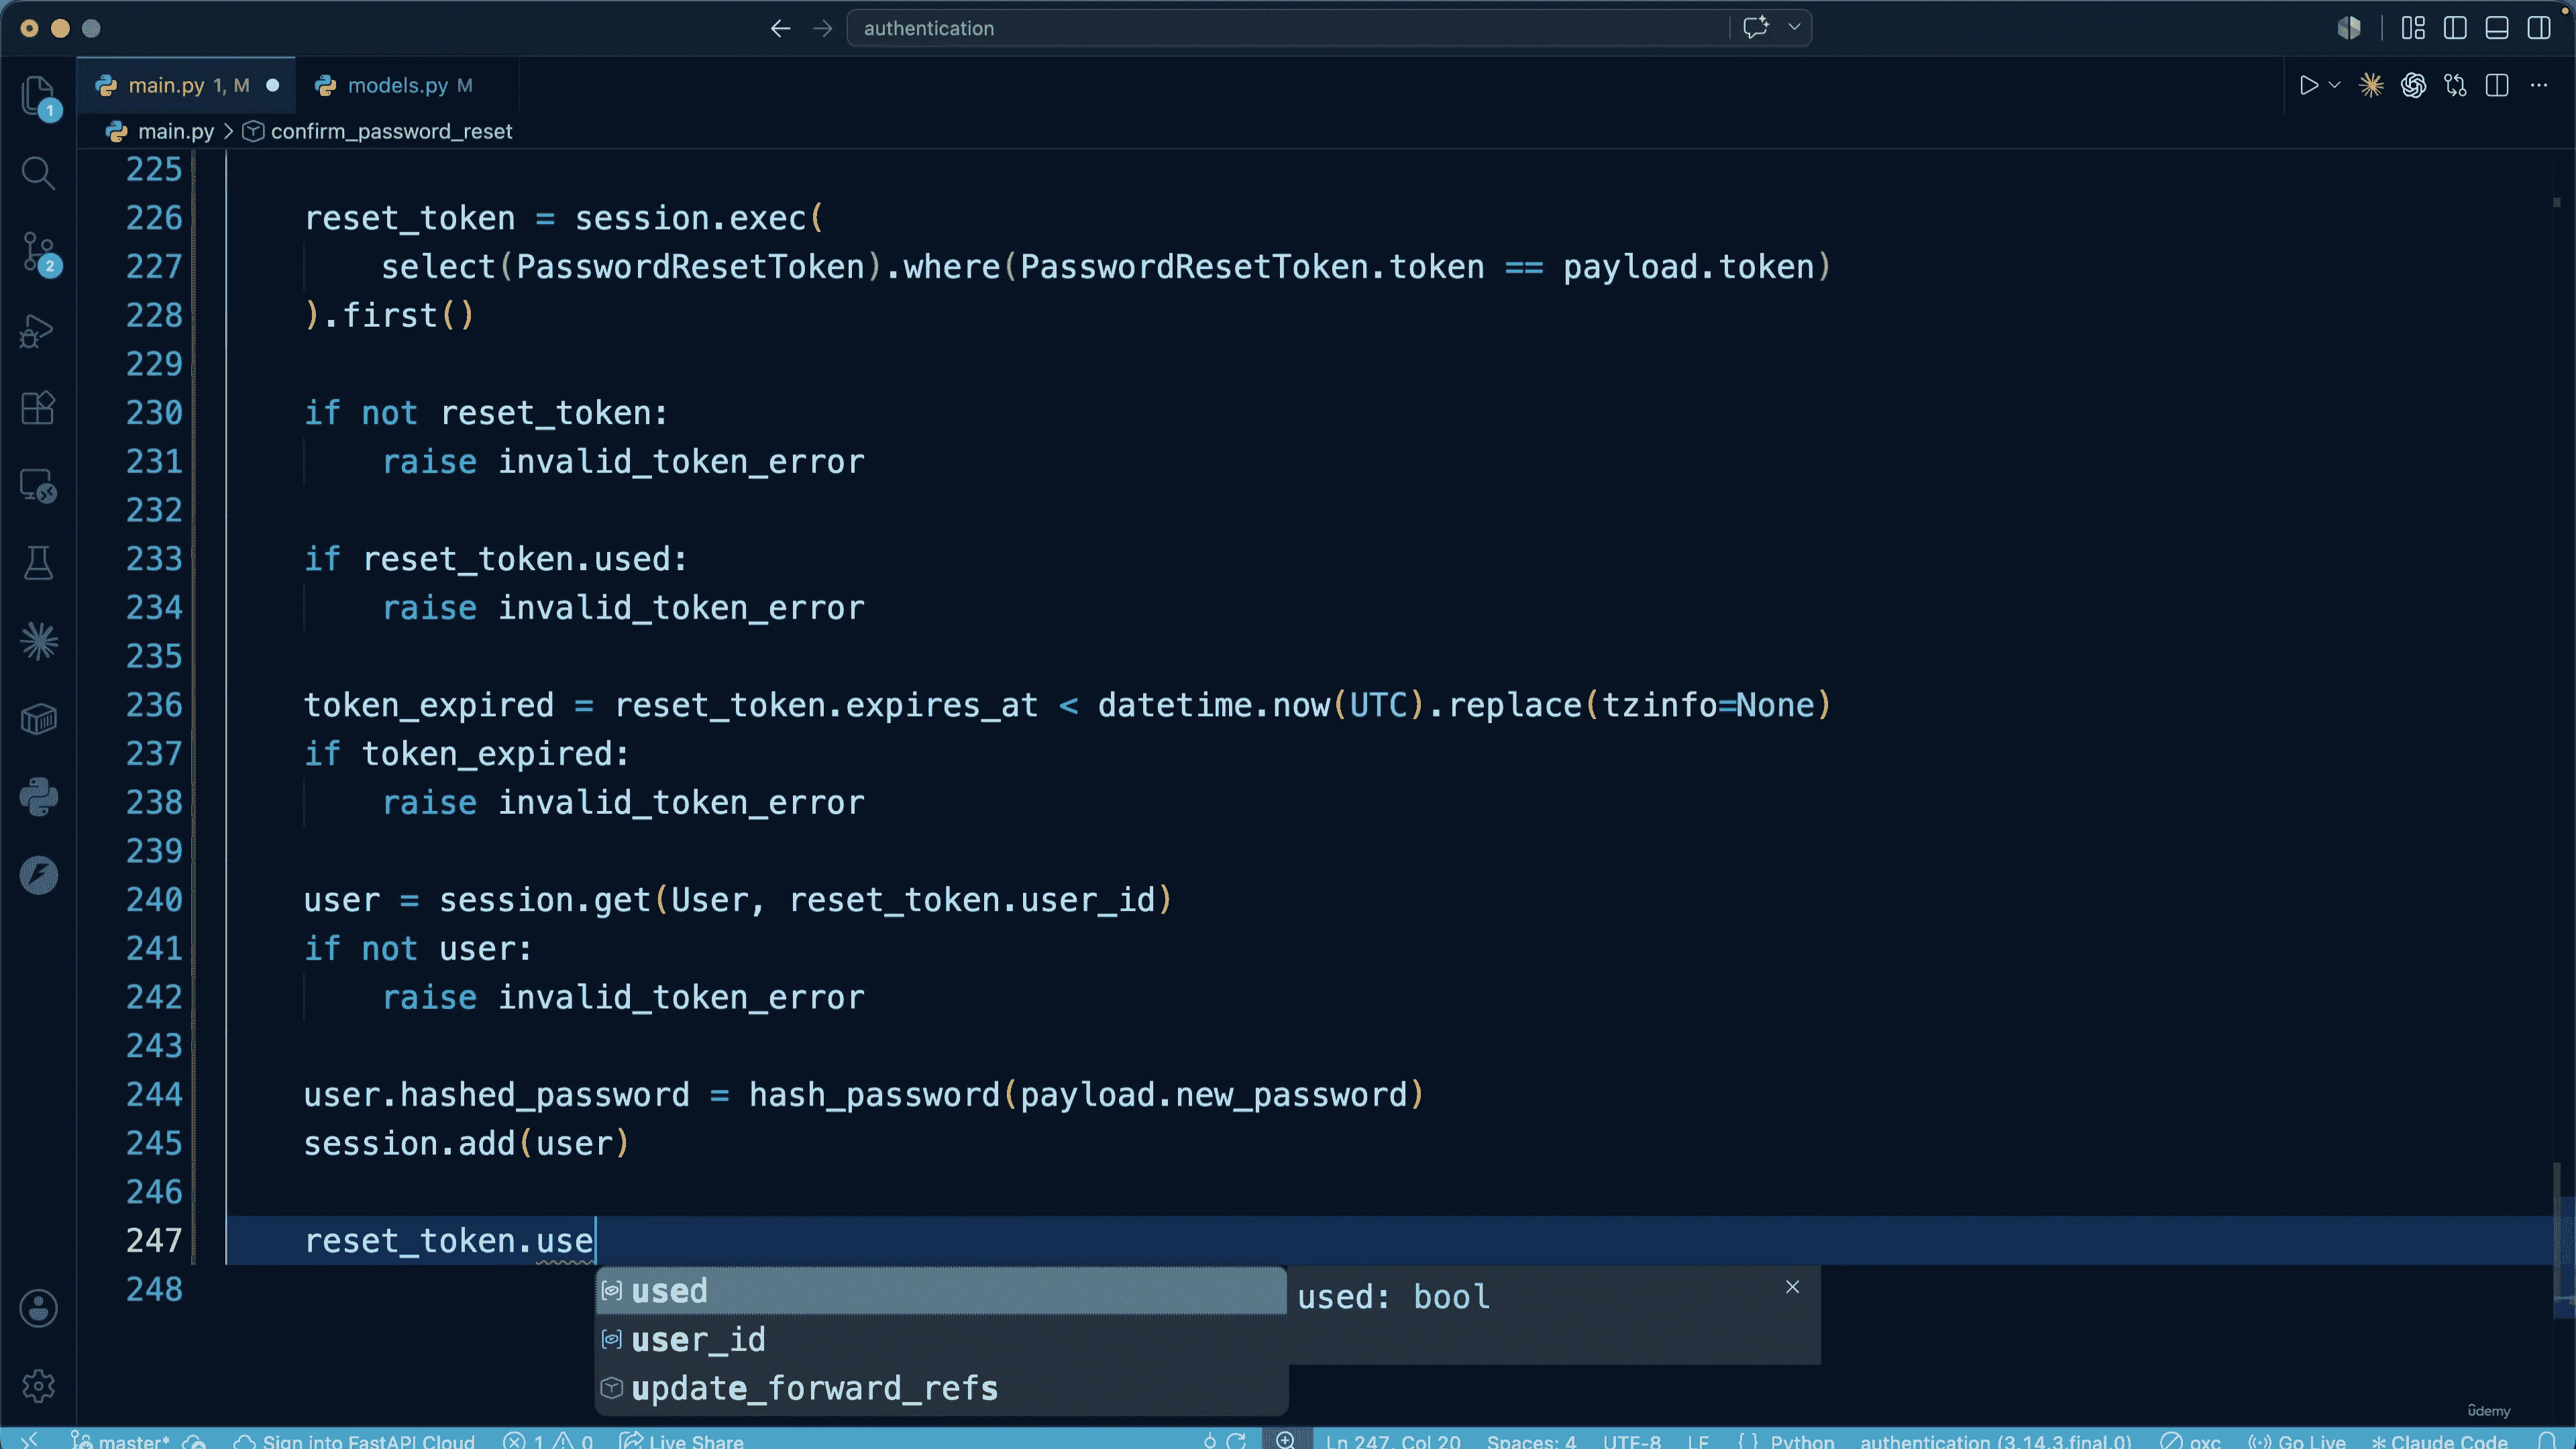 authentication
main.py 1, M
models.py M
main.py > confirm_password_reset
225
226 reset_token = session.exec(
227 select(PasswordResetToken).where(PasswordResetToken.token == payload.token)
228 ).first()
229
230 if not reset_token:
231 raise invalid_token_error
232
233 if reset_token.used:
234 raise invalid_token_error
235
236 token_expired = reset_token.expires_at < datetime.now(UTC).replace(tzinfo=None)
237 if token_expired:
238 raise invalid_token_error
239
240 user = session.get(User, reset_token.user_id)
241 if not user:
242 raise invalid_token_error
243
244 user.hashed_password = hash_password(payload.new_password)
245 session.add(user)
246
247 reset_token.use
248
used
used: bool
user_id
update_forward_refs
1
2
ûdemy
master* Sign into FastAPI Cloud 1 0 Live Share Ln 247, Col 20 Spaces: 4 UTF-8 LF { } Python authentication (3.14.3.final.0) oxc Go Live Claude Code